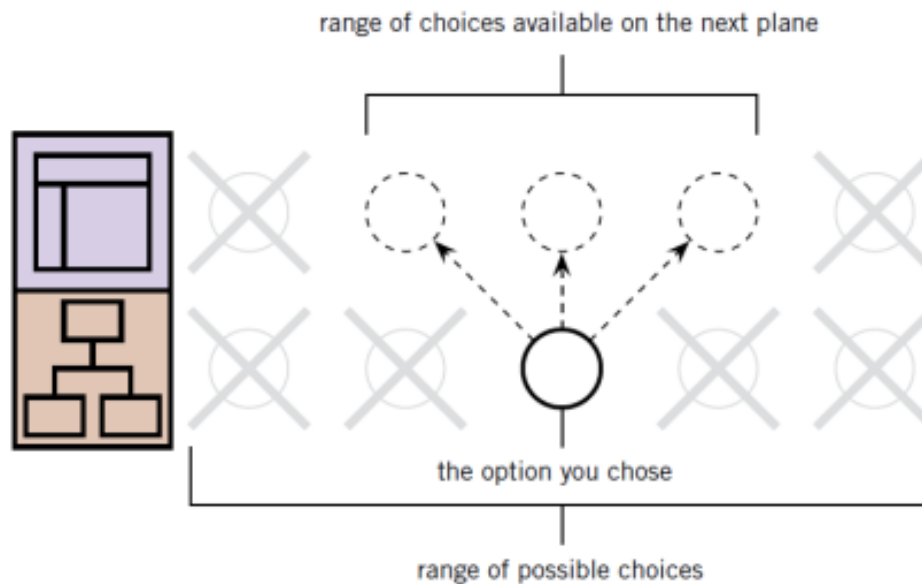 range of choices available on the next plane
the option you chose
range of possible choices